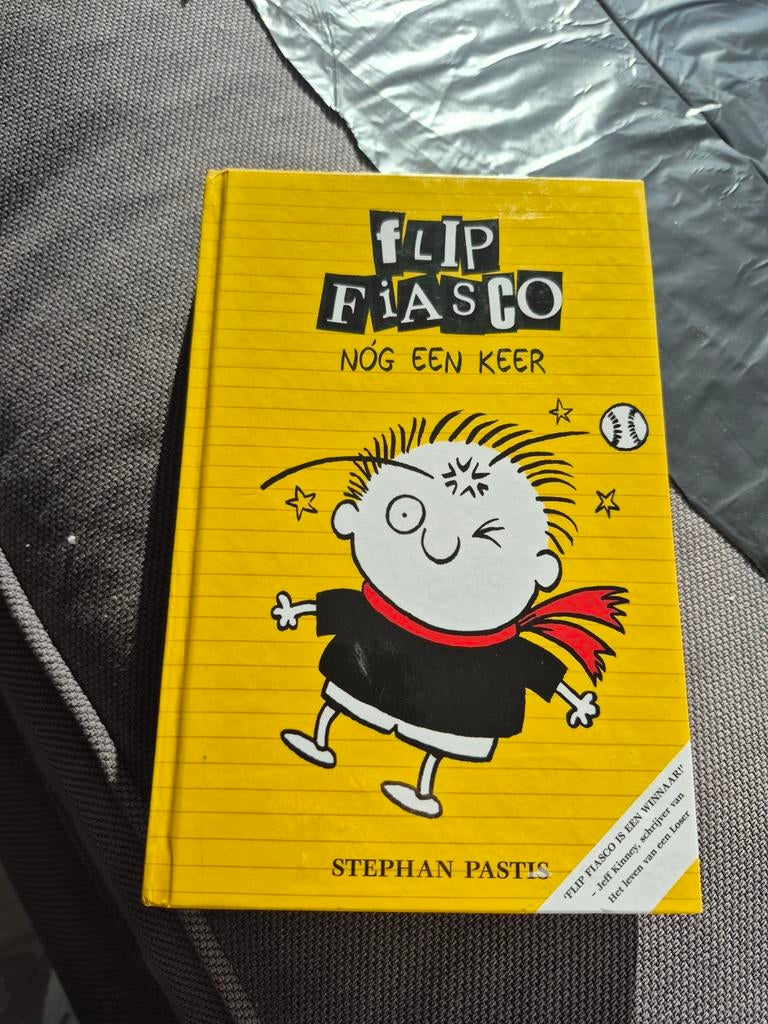 fLIP
FiASCO
NÓG EEN KEER
STEPHAN PASTIS
'FLIP FIASCO IS EEN WINNAAR!'
- Jeff Kinney, schrijver van
Het leven van een Loser